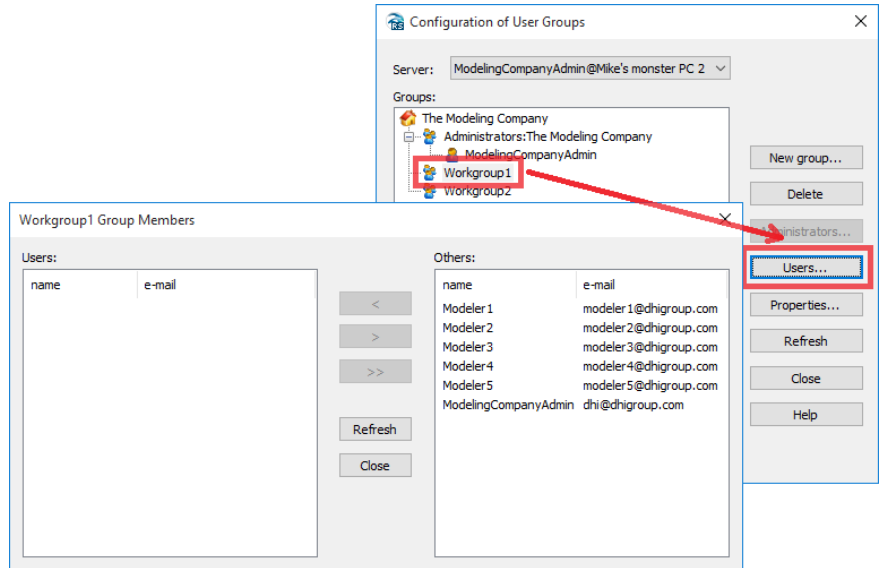 Configuration of User Groups
Server: ModelingCompanyAdmin@Mike's monster PC 2
Groups:
The Modeling Company
Administrators:The Modeling Company
ModelingCompanyAdmin
Workgroup1
Workgroup2
New group...
Delete
Administrators...
Users...
Properties...
Refresh
Close
Help
Workgroup1 Group Members
Users:
name e-mail
<
>
>>
Refresh
Close
Others:
name e-mail
Modeler1 modeler1@dhigroup.com
Modeler2 modeler2@dhigroup.com
Modeler3 modeler3@dhigroup.com
Modeler4 modeler4@dhigroup.com
Modeler5 modeler5@dhigroup.com
ModelingCompanyAdmin dhi@dhigroup.com